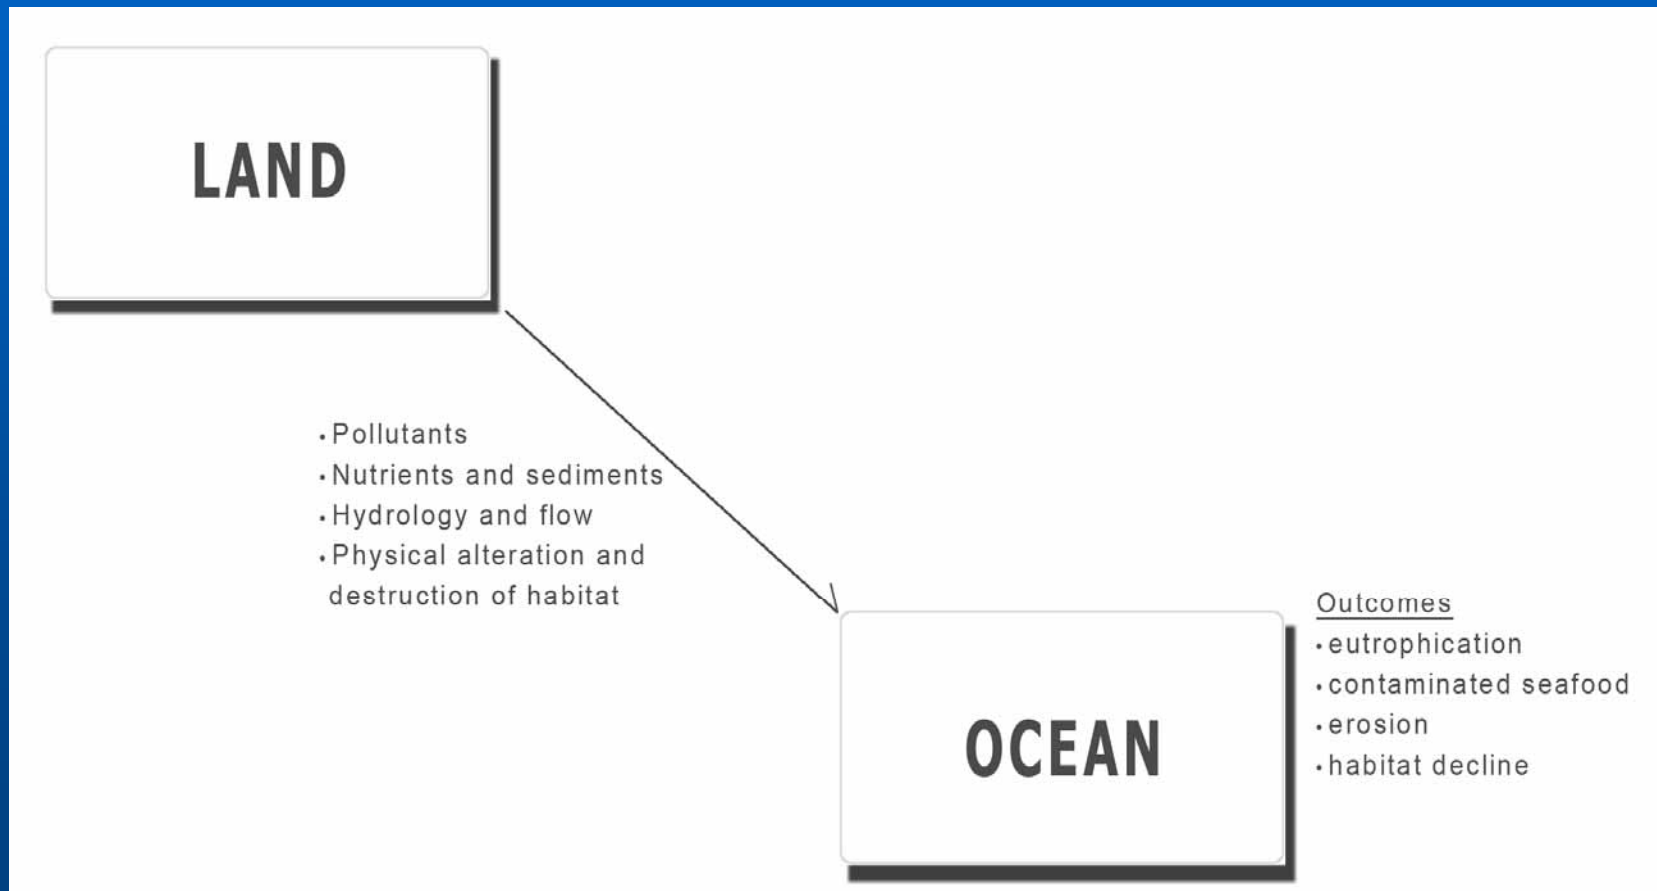 LAND
• Pollutants
• Nutrients and sediments
• Hydrology and flow
• Physical alteration and
destruction of habitat
OCEAN
Outcomes
• eutrophication
• contaminated seafood
• erosion
• habitat decline